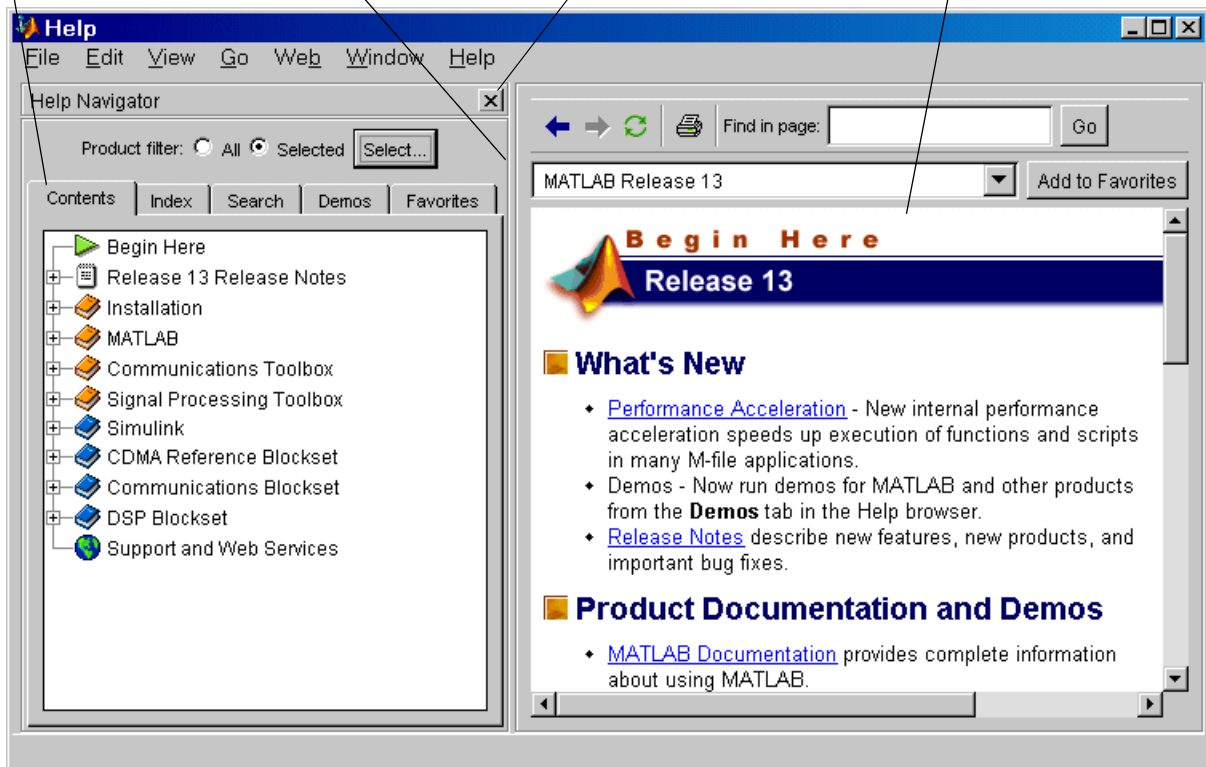 Help
File Edit View Go Web Window Help
Help Navigator
Product filter: All Selected Select...
Contents Index Search Demos Favorites
Begin Here
Release 13 Release Notes
Installation
MATLAB
Communications Toolbox
Signal Processing Toolbox
Simulink
CDMA Reference Blockset
Communications Blockset
DSP Blockset
Support and Web Services
Find in page: Go
MATLAB Release 13 Add to Favorites
Begin Here
Release 13
What's New
Performance Acceleration - New internal performance
acceleration speeds up execution of functions and scripts
in many M-file applications.
Demos - Now run demos for MATLAB and other products
from the Demos tab in the Help browser.
Release Notes describe new features, new products, and
important bug fixes.
Product Documentation and Demos
MATLAB Documentation provides complete information
about using MATLAB.